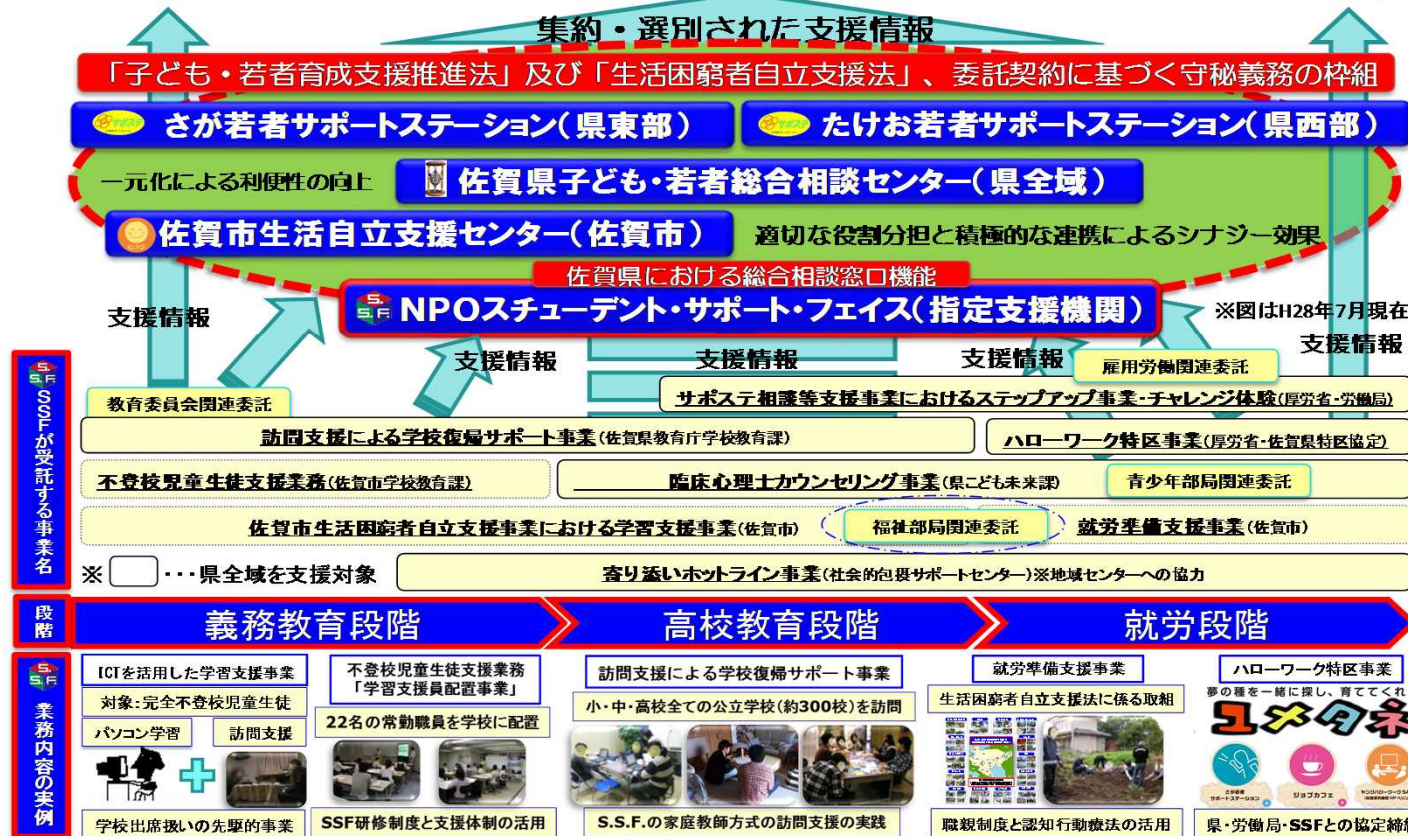 集約・選別された支援情報
「子ども・若者育成支援推進法」及び「生活困窮者自立支援法」、委託契約に基づく守秘義務の枠組
サポステ さが若者サポートステーション(県東部)
サポステ たけお若者サポートステーション(県西部)
一元化による利便性の向上
佐賀県子ども・若者総合相談センター(県全域)
佐賀市生活自立支援センター(佐賀市)
適切な役割分担と積極的な連携によるシナジー効果
佐賀県における総合相談窓口機能
S.S.F. NPOスチューデント・サポート・フェイス(指定支援機関)
※図はH28年7月現在
支援情報
支援情報
支援情報
支援情報
支援情報
S.S.F. SSFが受託する事業名
教育委員会関連委託
雇用労働関連委託
サポステ相談等支援事業におけるステップアップ事業・チャレンジ体験(厚労省・労働局)
訪問支援による学校復帰サポート事業(佐賀県教育庁学校教育課)
ハローワーク特区事業(厚労省・佐賀県特区協定)
不登校児童生徒支援業務(佐賀市学校教育課)
臨床心理士カウンセリング事業(県こども未来課)
青少年部局関連委託
佐賀市生活困窮者自立支援事業における学習支援事業(佐賀市)
福祉部局関連委託
就労準備支援事業(佐賀市)
※ ・・・県全域を支援対象
寄り添いホットライン事業(社会的包摂サポートセンター)※地域センターへの協力
段階
義務教育段階
高校教育段階
就労段階
S.S.F. 業務内容の実例
ICTを活用した学習支援事業
対象:完全不登校児童生徒
パソコン学習
訪問支援
学校出席扱いの先駆的事業
不登校児童生徒支援業務
「学習支援員配置事業」
22名の常勤職員を学校に配置
SSF研修制度と支援体制の活用
訪問支援による学校復帰サポート事業
小・中・高校全ての公立学校(約300校)を訪問
S.S.F.の家庭教師方式の訪問支援の実践
就労準備支援事業
生活困窮者自立支援法に係る取組
職親制度と認知行動療法の活用
ハローワーク特区事業
夢の種を一緒に探し、育ててくれ
ユメタネ
さが若者
サポートステーション
ジョブカフェ
県・労働局・SSFとの協定締結